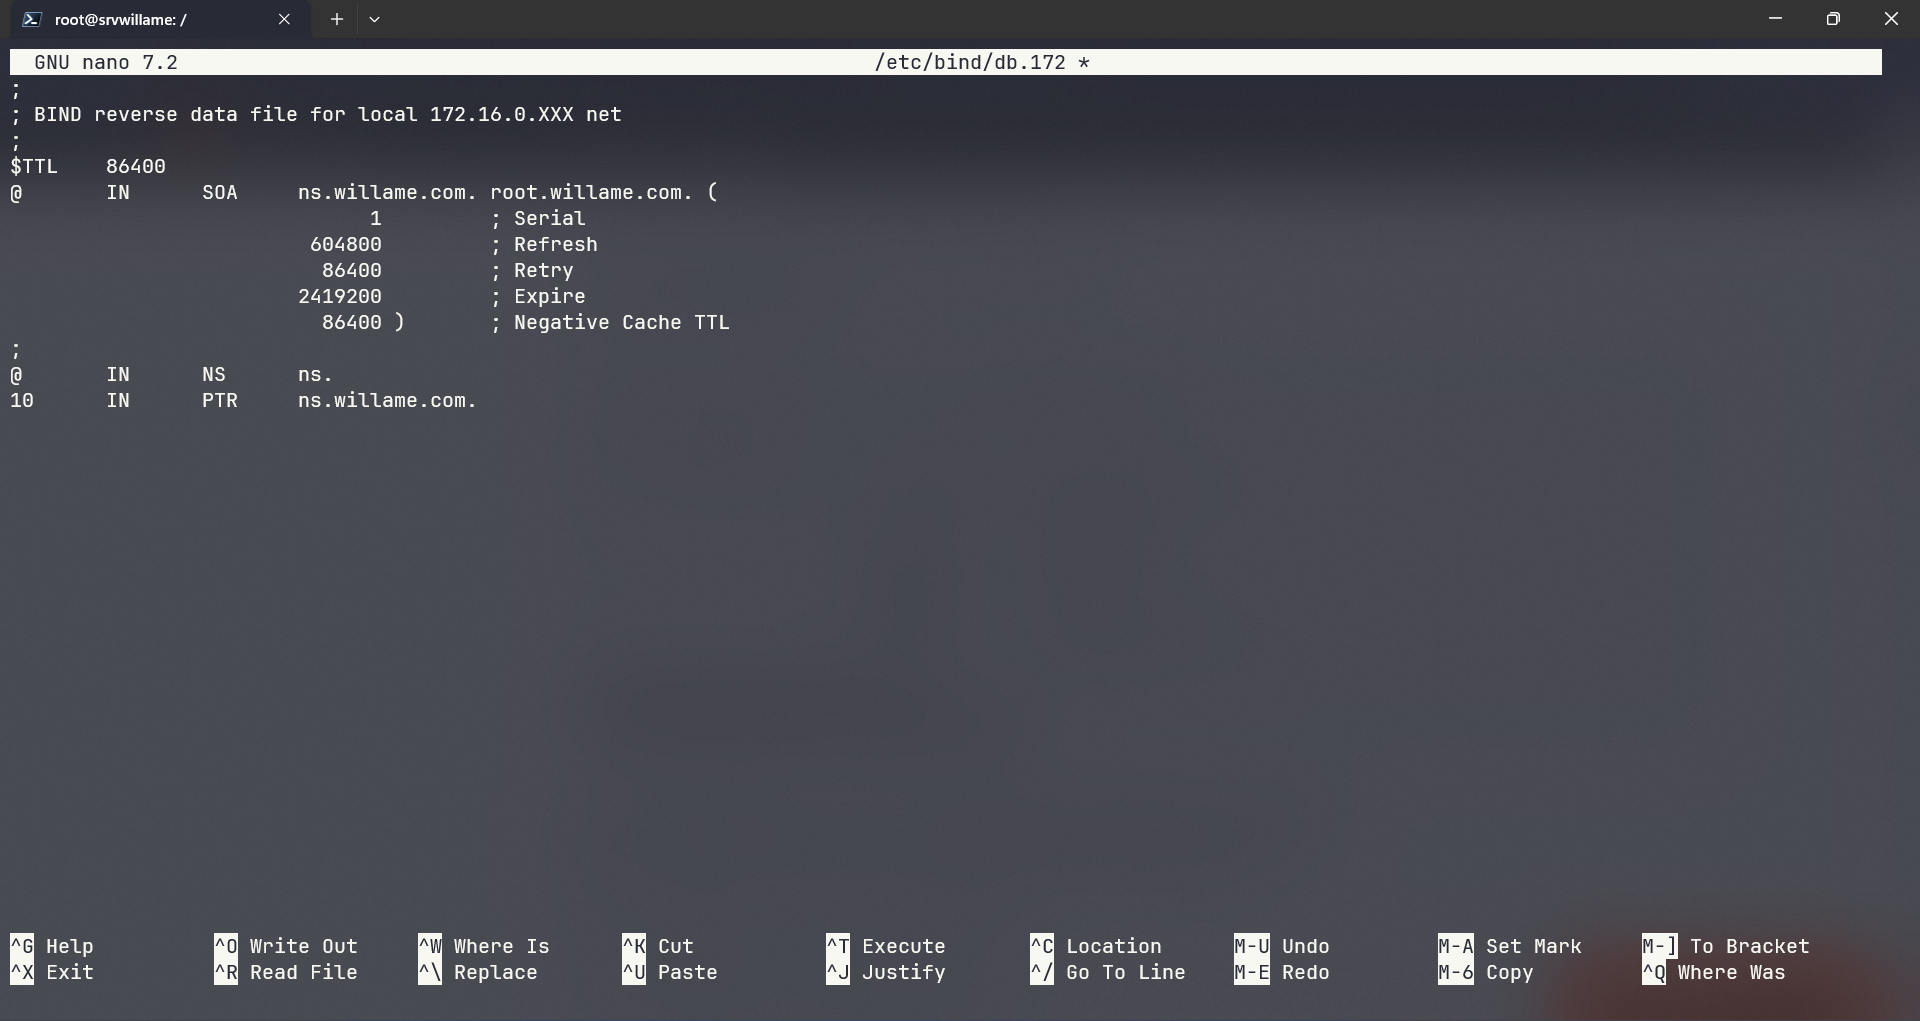 root@srvwillame: /
GNU nano 7.2 /etc/bind/db.172 *
;
; BIND reverse data file for local 172.16.0.XXX net
;
$TTL 86400
@ IN SOA ns.willame.com. root.willame.com. (
1 ; Serial
604800 ; Refresh
86400 ; Retry
2419200 ; Expire
86400 ) ; Negative Cache TTL
;
@ IN NS ns.
10 IN PTR ns.willame.com.
^G Help ^O Write Out ^W Where Is ^K Cut ^T Execute ^C Location M-U Undo M-A Set Mark M-] To Bracket
^X Exit ^R Read File ^\ Replace ^U Paste ^J Justify ^/ Go To Line M-E Redo M-6 Copy ^Q Where Was